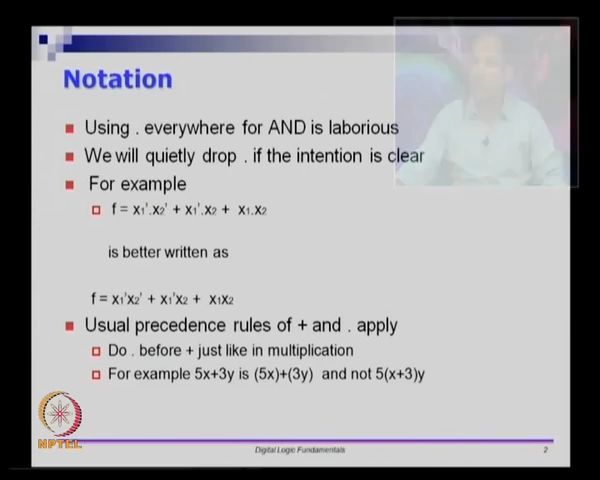 Notation
Using . everywhere for AND is laborious
We will quietly drop . if the intention is clear
For example
f = x1'.x2' + x1'.x2 + x1.x2
is better written as
f = x1'x2' + x1'x2 + x1x2
Usual precedence rules of + and . apply
Do . before + just like in multiplication
For example 5x+3y is (5x)+(3y) and not 5(x+3)y
NPTEL
Digital Logic Fundamentals
2